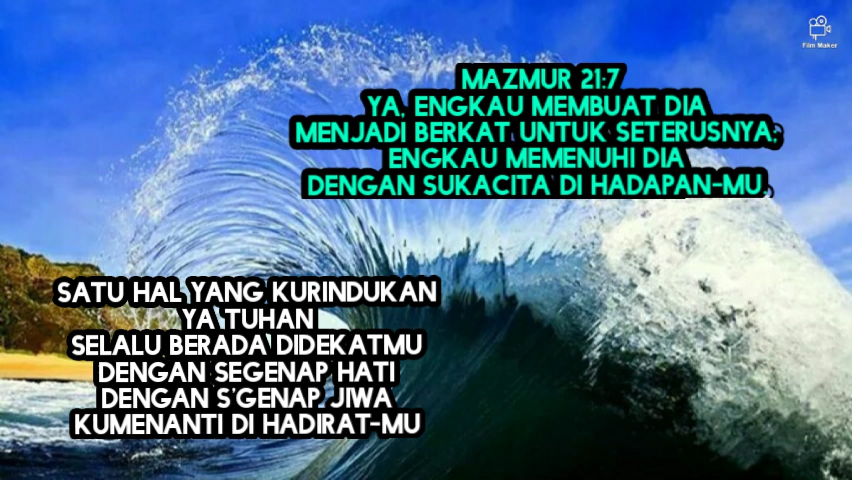 Film Maker
MAZMUR 21:7
YA, ENGKAU MEMBUAT DIA
MENJADI BERKAT UNTUK SETERUSNYA;
ENGKAU MEMENUHI DIA
DENGAN SUKACITA DI HADAPAN-MU.
SATU HAL YANG KURINDUKAN
YA TUHAN
SELALU BERADA DIDEKATMU
DENGAN SEGENAP HATI
DENGAN S'GENAP JIWA
KUMENANTI DI HADIRAT-MU